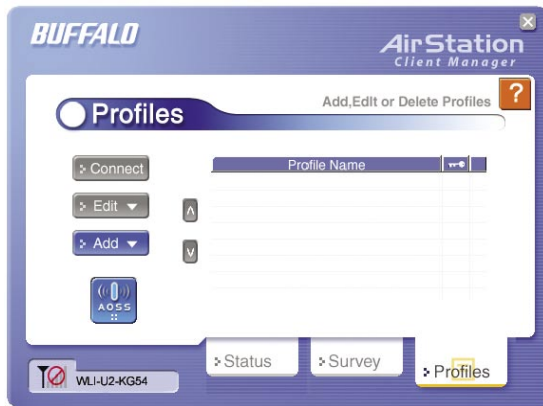 BUFFALO
AirStation
Client Manager
Profiles
Add,EdIt or Delete Profiles
?
Connect
Profile Name
Edit
Add
AOSS
Status
Survey
Profiles
WLI-U2-KG54